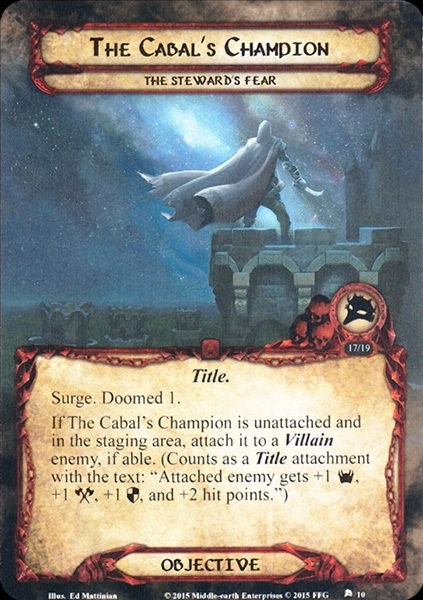 The Cabal's Champion
The Steward's Fear
17/19
Title.
Surge. Doomed 1.
If The Cabal's Champion is unattached and
in the staging area, attach it to a Villain
enemy, if able. (Counts as a Title attachment
with the text: “Attached enemy gets +1 ,
+1 , +1 , and +2 hit points.”)
Objective
Illus. Ed Mattinian © 2015 Middle-earth Enterprises © 2015 FFG 10